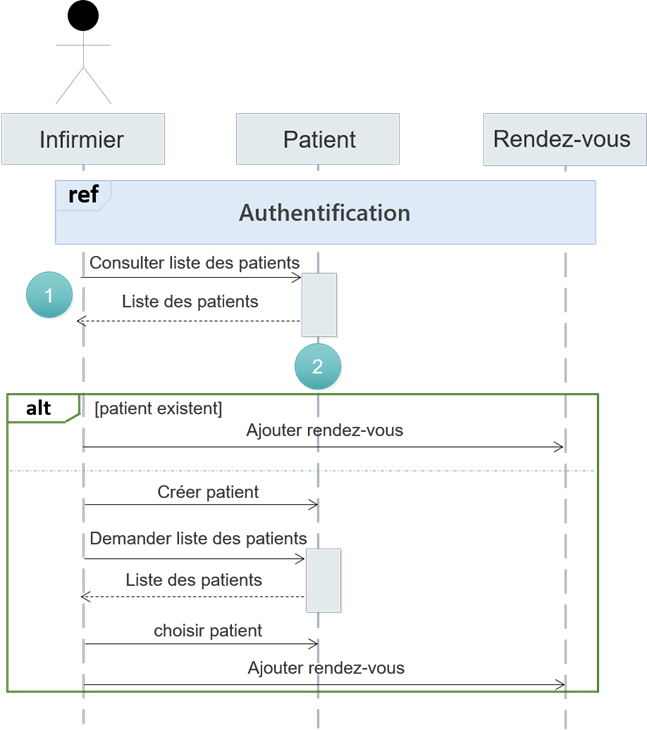 Infirmier
Patient
Rendez-vous
ref
Authentification
Consulter liste des patients
1
Liste des patients
2
alt
[patient existent]
Ajouter rendez-vous
Créer patient
Demander liste des patients
Liste des patients
choisir patient
Ajouter rendez-vous